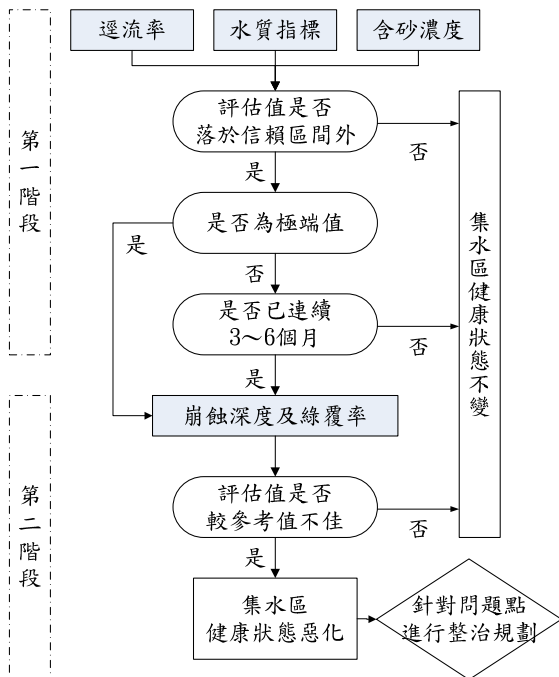 逕流率
水質指標
含砂濃度
第一階段
評估值是否
落於信賴區間外
否
是
是否為極端值
是
否
是否已連續
3～6個月
否
是
集水區健康狀態不變
崩蝕深度及綠覆率
第二階段
評估值是否
較參考值不佳
否
是
集水區
健康狀態惡化
針對問題點
進行整治規劃